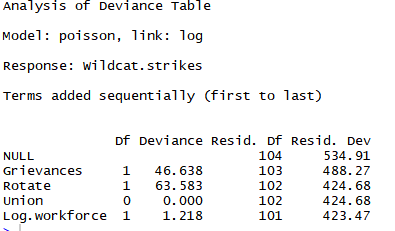 Analysis of Deviance Table
Model: poisson, link: log
Response: Wildcat.strikes
Terms added sequentially (first to last)
Df Deviance Resid. Df Resid. Dev
NULL 104 534.91
Grievances 1 46.638 103 488.27
Rotate 1 63.583 102 424.68
Union 0 0.000 102 424.68
Log.workforce 1 1.218 101 423.47
>